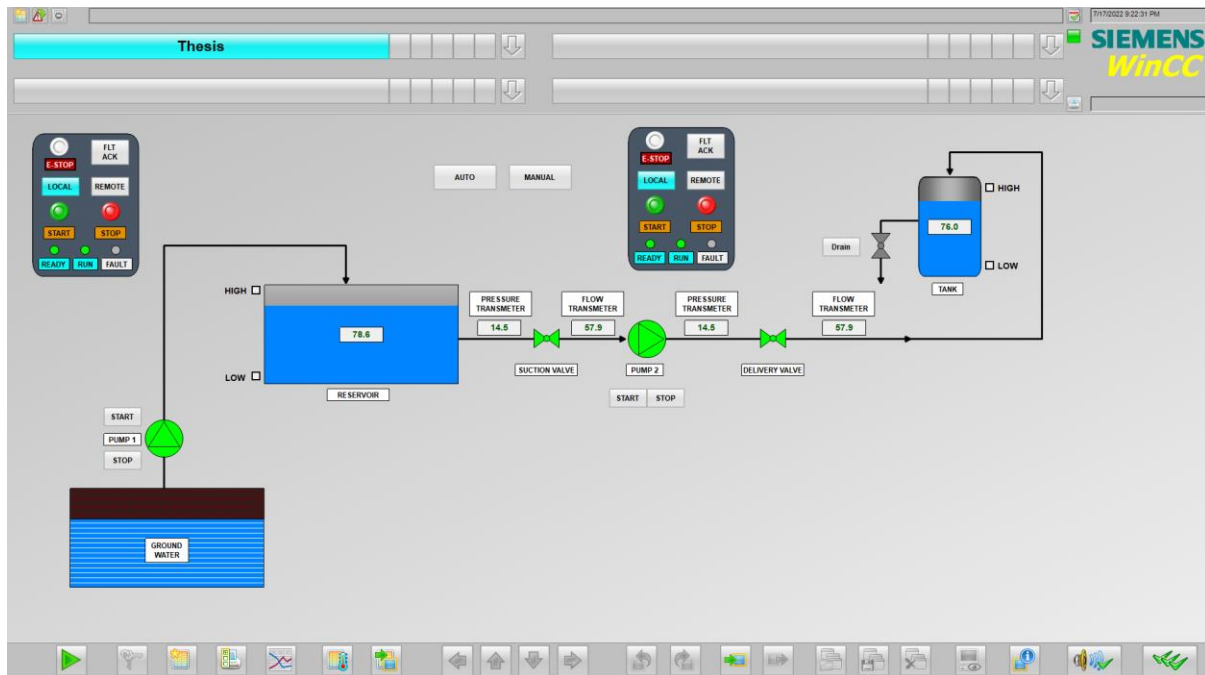 7/17/2022 9:22:31 PM
Thesis
SIEMENS
WinCC
E-STOP
FLT
ACK
LOCAL
REMOTE
START
STOP
READY
RUN
FAULT
AUTO
MANUAL
E-STOP
FLT
ACK
LOCAL
REMOTE
START
STOP
READY
RUN
FAULT
HIGH
76.0
LOW
TANK
Drain
HIGH
78.6
LOW
RESERVOIR
PRESSURE
TRANSMETER
14.5
FLOW
TRANSMETER
57.9
PRESSURE
TRANSMETER
14.5
FLOW
TRANSMETER
57.9
SUCTION VALVE
PUMP 2
DELIVERY VALVE
START
STOP
START
PUMP 1
STOP
GROUND
WATER